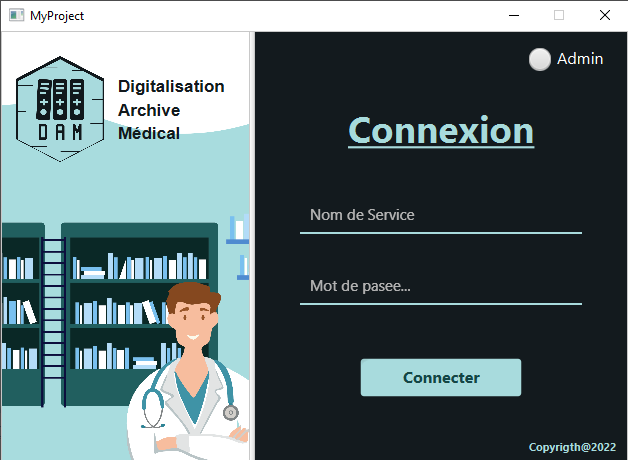 MyProject
Digitalisation
Archive
Médical
DAM
Admin
Connexion
Nom de Service
Mot de pasee...
Connecter
Copyrigth@2022